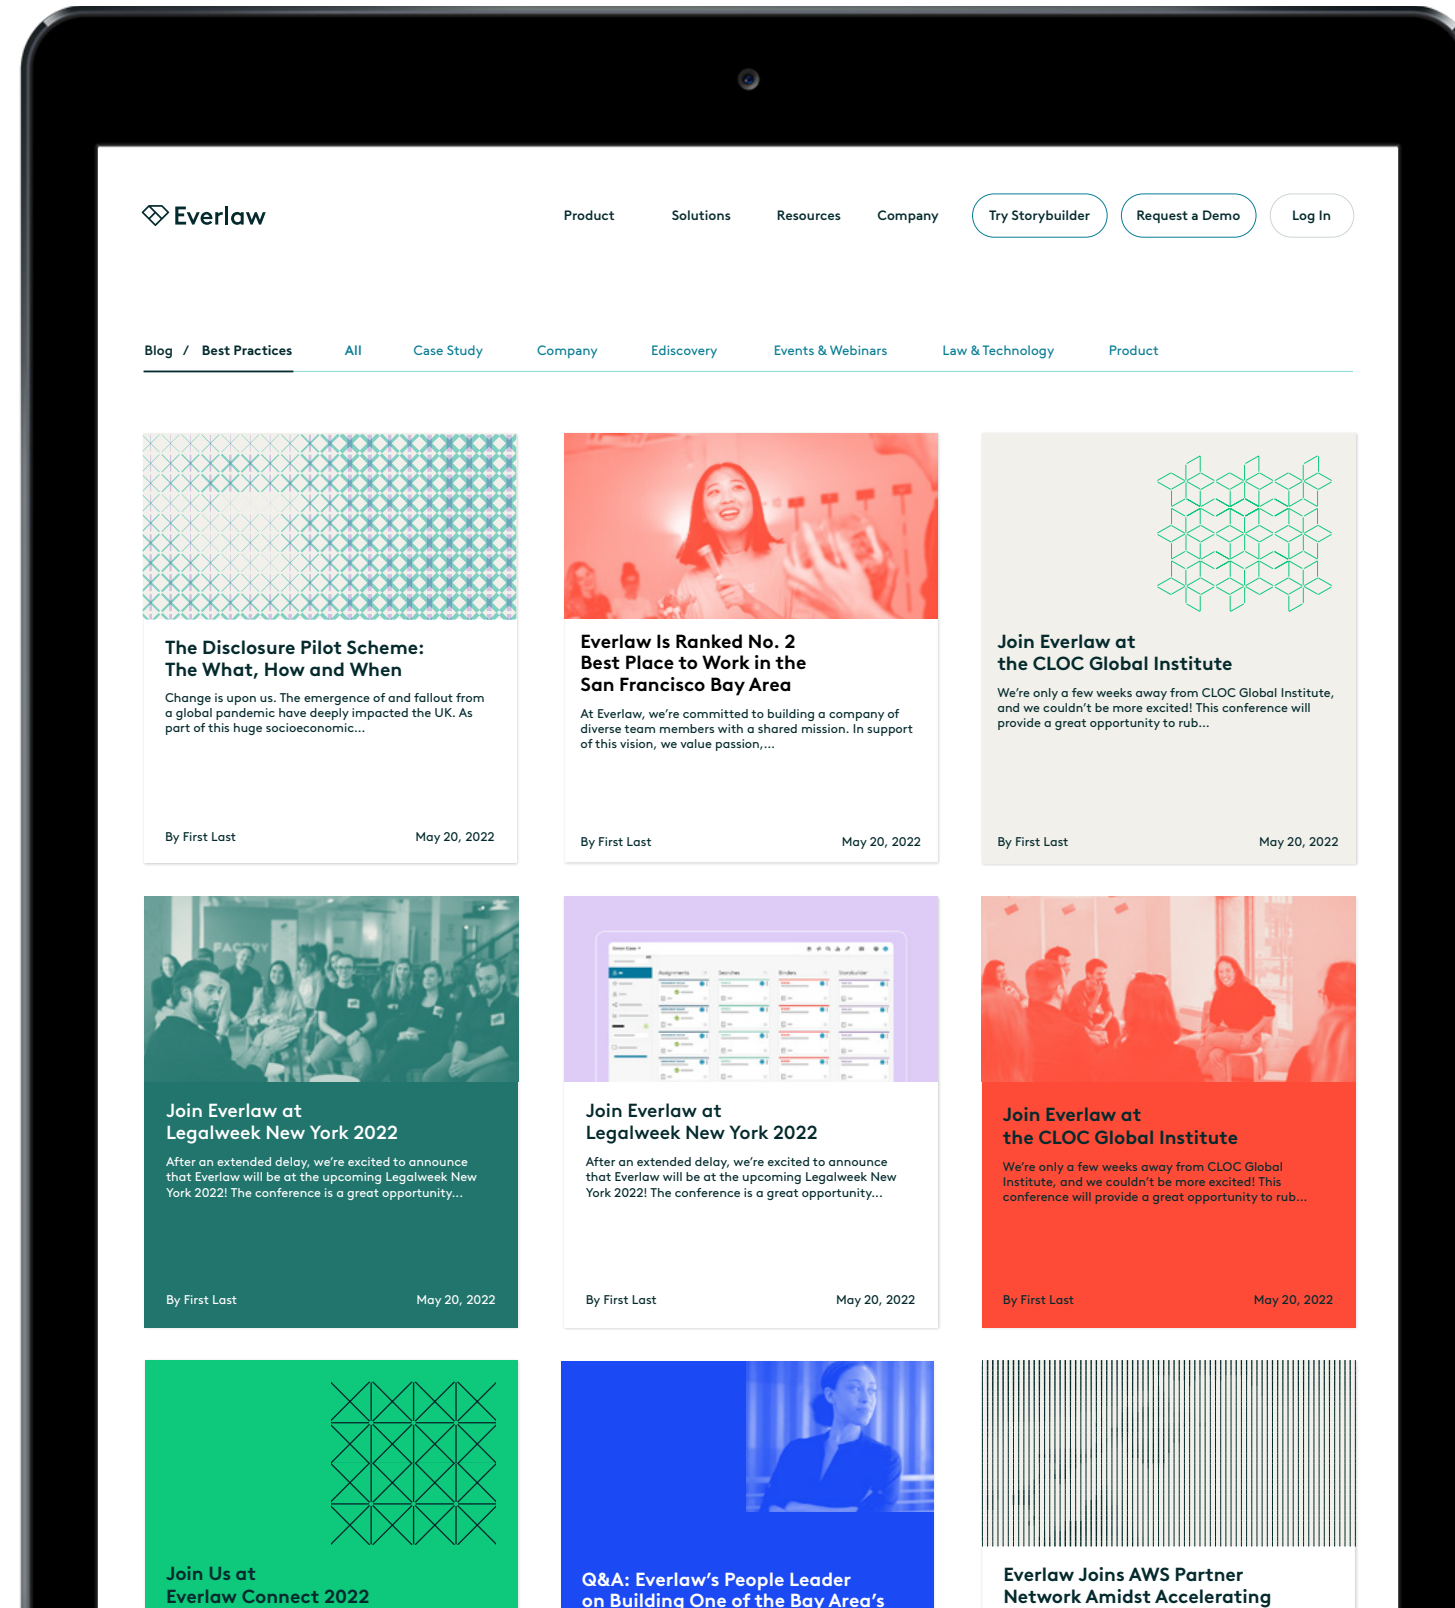 Everlaw
Product
Solutions
Resources
Company
Try Storybuilder
Request a Demo
Log In
Blog / Best Practices
All
Case Study
Company
Ediscovery
Events & Webinars
Law & Technology
Product
The Disclosure Pilot Scheme:
The What, How and When
Change is upon us. The emergence of and fallout from
a global pandemic have deeply impacted the UK. As
part of this huge socioeconomic...
By First Last
May 20, 2022
Everlaw Is Ranked No. 2
Best Place to Work in the
San Francisco Bay Area
At Everlaw, we're committed to building a company of
diverse team members with a shared mission. In support
of this vision, we value passion,...
By First Last
May 20, 2022
Join Everlaw at
the CLOC Global Institute
We're only a few weeks away from CLOC Global Institute,
and we couldn't be more excited! This conference will
provide a great opportunity to rub...
By First Last
May 20, 2022
FACTORY
Join Everlaw at
Legalweek New York 2022
After an extended delay, we're excited to announce
that Everlaw will be at the upcoming Legalweek New
York 2022! The conference is a great opportunity...
By First Last
May 20, 2022
Assignments
Searches
Binders
Storybuilder
Join Everlaw at
Legalweek New York 2022
After an extended delay, we're excited to announce
that Everlaw will be at the upcoming Legalweek New
York 2022! The conference is a great opportunity...
By First Last
May 20, 2022
Join Everlaw at
the CLOC Global Institute
We're only a few weeks away from CLOC Global
Institute, and we couldn't be more excited! This
conference will provide a great opportunity to rub...
By First Last
May 20, 2022
Join Us at
Everlaw Connect 2022
Q&A: Everlaw's People Leader
on Building One of the Bay Area's
Everlaw Joins AWS Partner
Network Amidst Accelerating